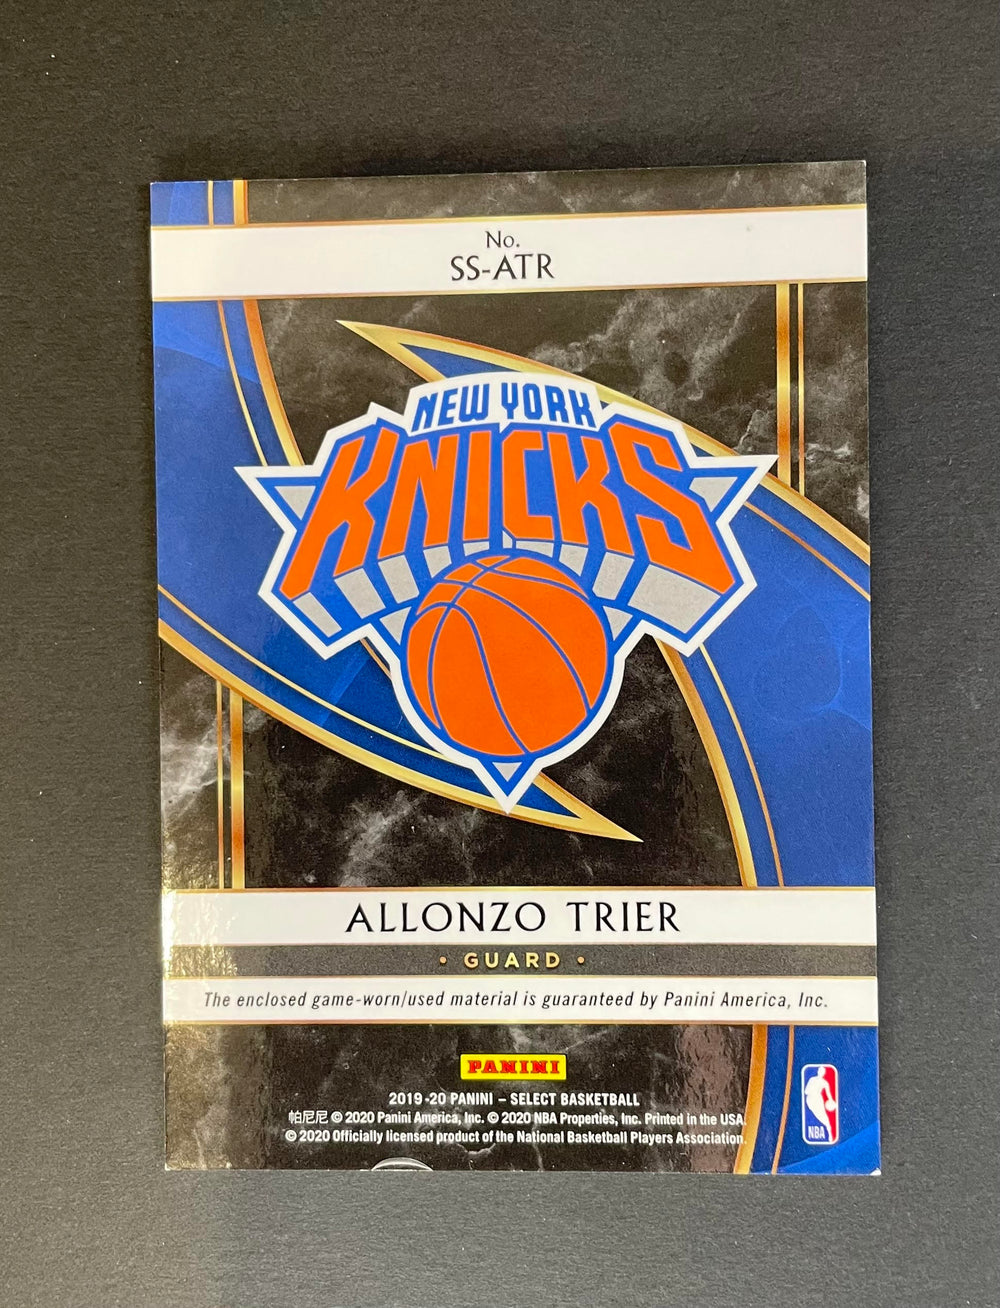 No.
SS-ATR
NEW YORK
KNICKS
ALLONZO TRIER
• GUARD •
The enclosed game-worn/used material is guaranteed by Panini America, Inc.
PANINI
2019-20 PANINI – SELECT BASKETBALL
帕尼尼 © 2020 Panini America, Inc. © 2020 NBA Properties, Inc. Printed in the USA.
© 2020 Officially licensed product of the National Basketball Players Association.
NBA